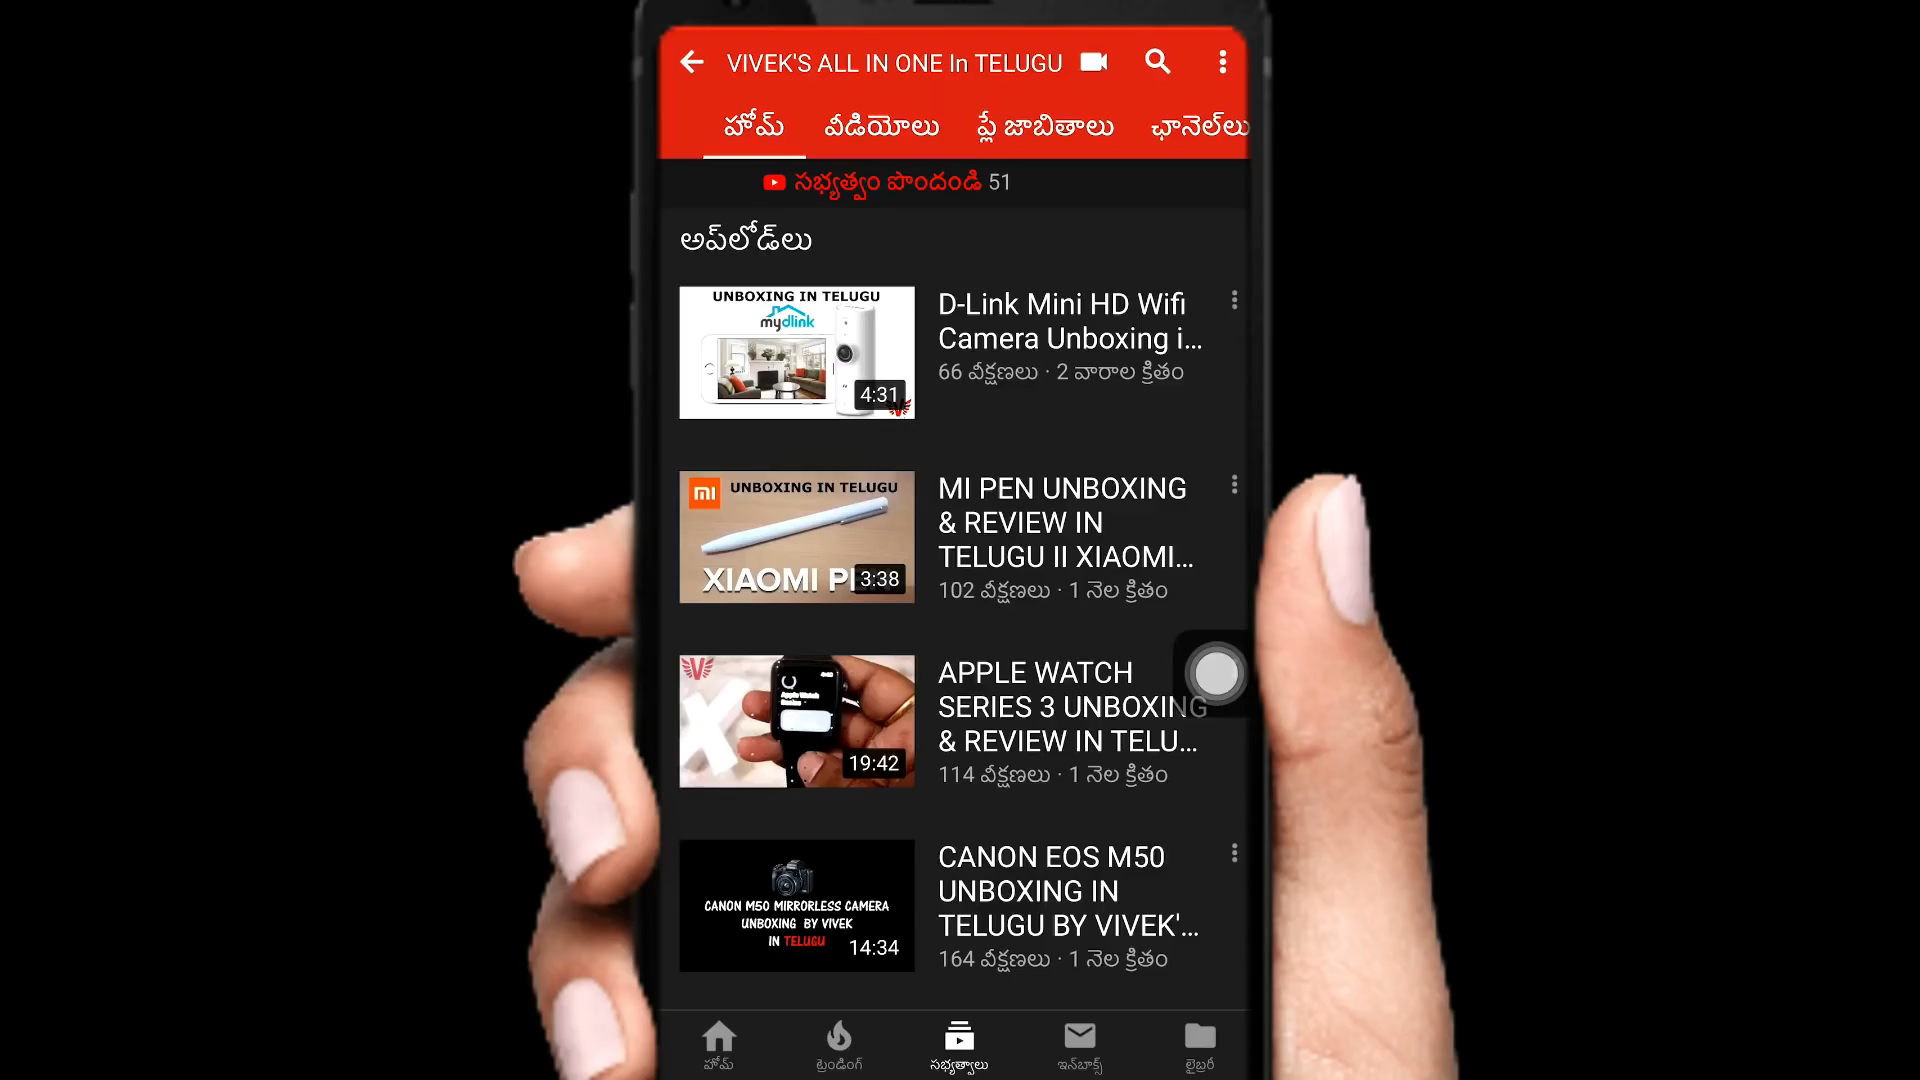 VIVEK'S ALL IN ONE In TELUGU
హోమ్ వీడియోలు ప్లే జాబితాలు ఛానెల్‌లు
సభ్యత్వం పొందండి 51
అప్‌లోడ్‌లు
UNBOXING IN TELUGU
mydlink
4:31
D-Link Mini HD Wifi
Camera Unboxing i...
66 వీక్షణలు · 2 వారాల క్రితం
mi UNBOXING IN TELUGU
XIAOMI
3:38
MI PEN UNBOXING
& REVIEW IN
TELUGU II XIAOMI...
102 వీక్షణలు · 1 నెల క్రితం
Apple Watch
Series
19:42
APPLE WATCH
SERIES 3 UNBOXING
& REVIEW IN TELU...
114 వీక్షణలు · 1 నెల క్రితం
CANON M50 MIRRORLESS CAMERA
UNBOXING BY VIVEK
IN TELUGU
14:34
CANON EOS M50
UNBOXING IN
TELUGU BY VIVEK'...
164 వీక్షణలు · 1 నెల క్రితం
హోమ్ ట్రెండింగ్ సభ్యత్వాలు ఇన్‌బాక్స్ లైబ్రరీ